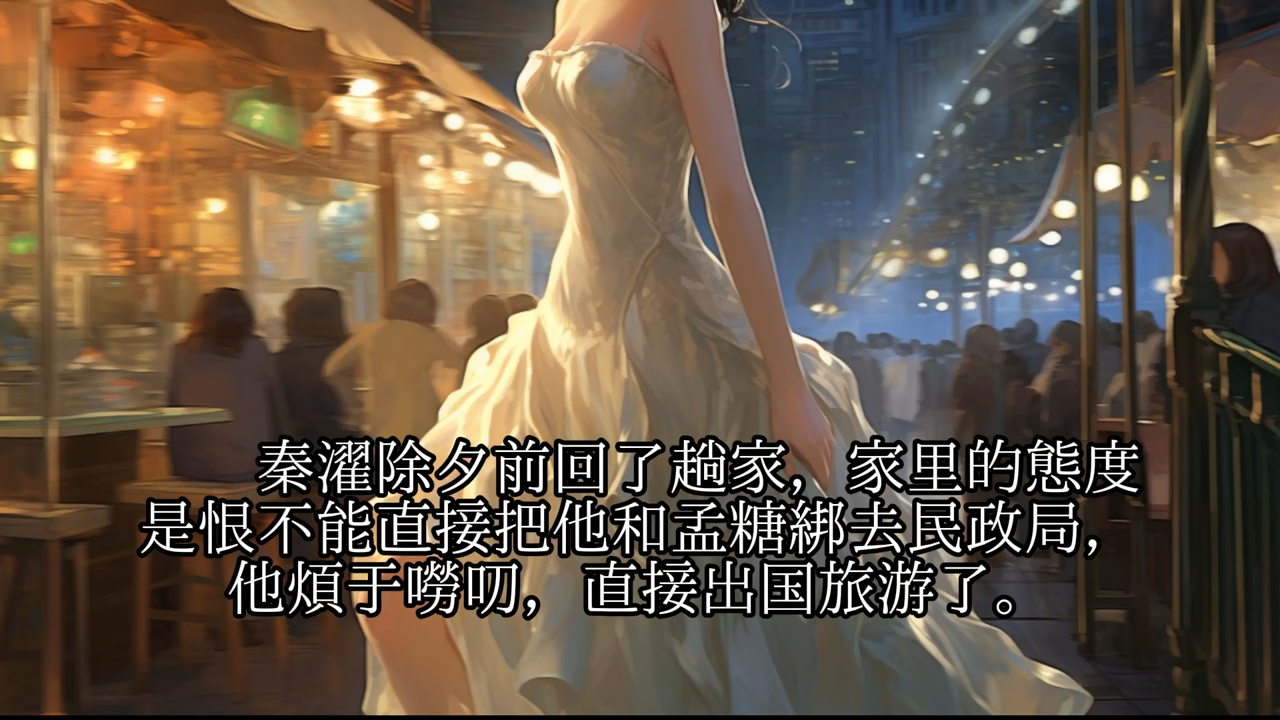 秦濯除夕前回了趟家，家里的態度
是恨不能直接把他和孟糖綁去民政局，
他煩于嘮叨，直接出国旅游了。